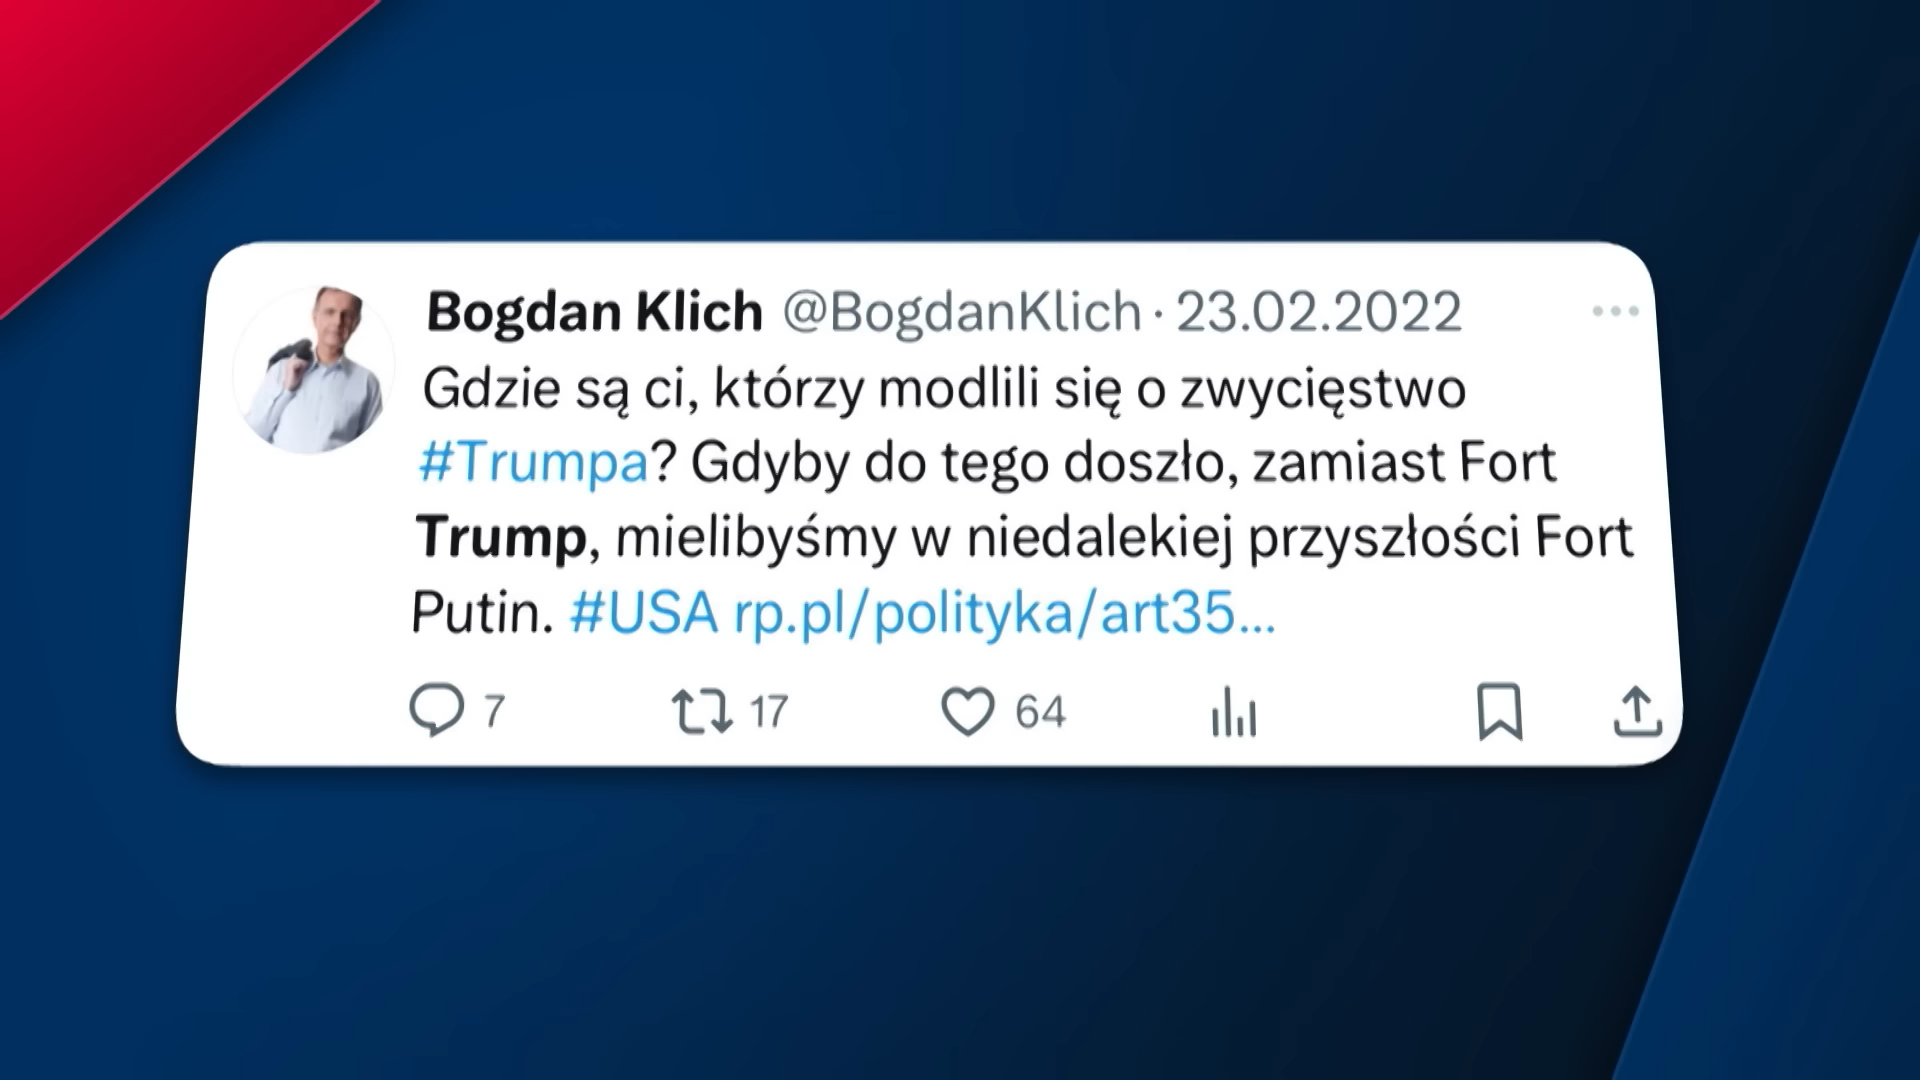 Bogdan Klich @BogdanKlich · 23.02.2022
Gdzie są ci, którzy modlili się o zwycięstwo
#Trumpa? Gdyby do tego doszło, zamiast Fort
Trump, mielibyśmy w niedalekiej przyszłości Fort
Putin. #USA rp.pl/polityka/art35...
7 17 64